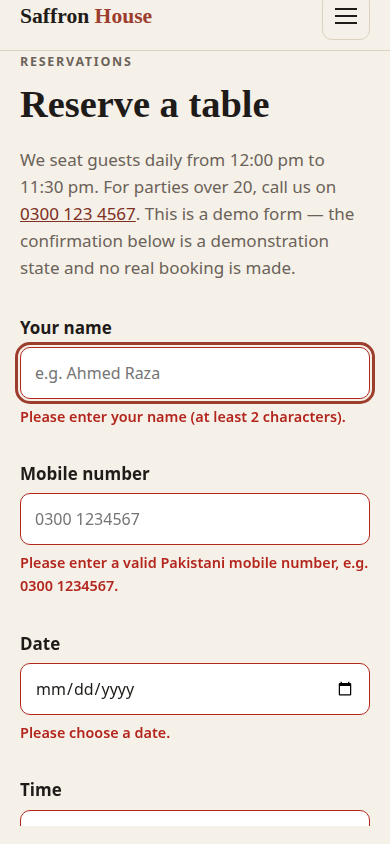 Saffron House
RESERVATIONS
Reserve a table
We seat guests daily from 12:00 pm to
11:30 pm. For parties over 20, call us on
0300 123 4567. This is a demo form — the
confirmation below is a demonstration
state and no real booking is made.
Your name
e.g. Ahmed Raza
Please enter your name (at least 2 characters).
Mobile number
0300 1234567
Please enter a valid Pakistani mobile number, e.g.
0300 1234567.
Date
mm/dd/yyyy
Please choose a date.
Time